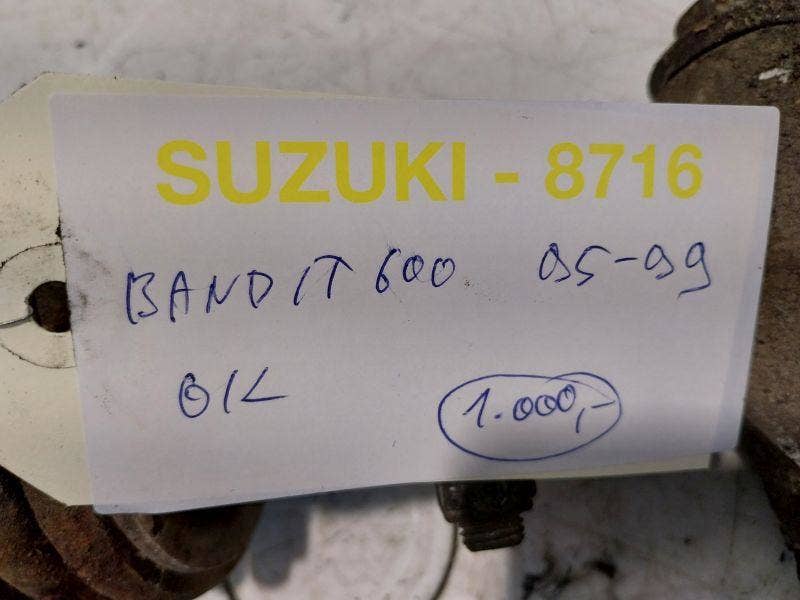 SUZUKI - 8716
BANDIT 600 95-99
OIL
1.000,-